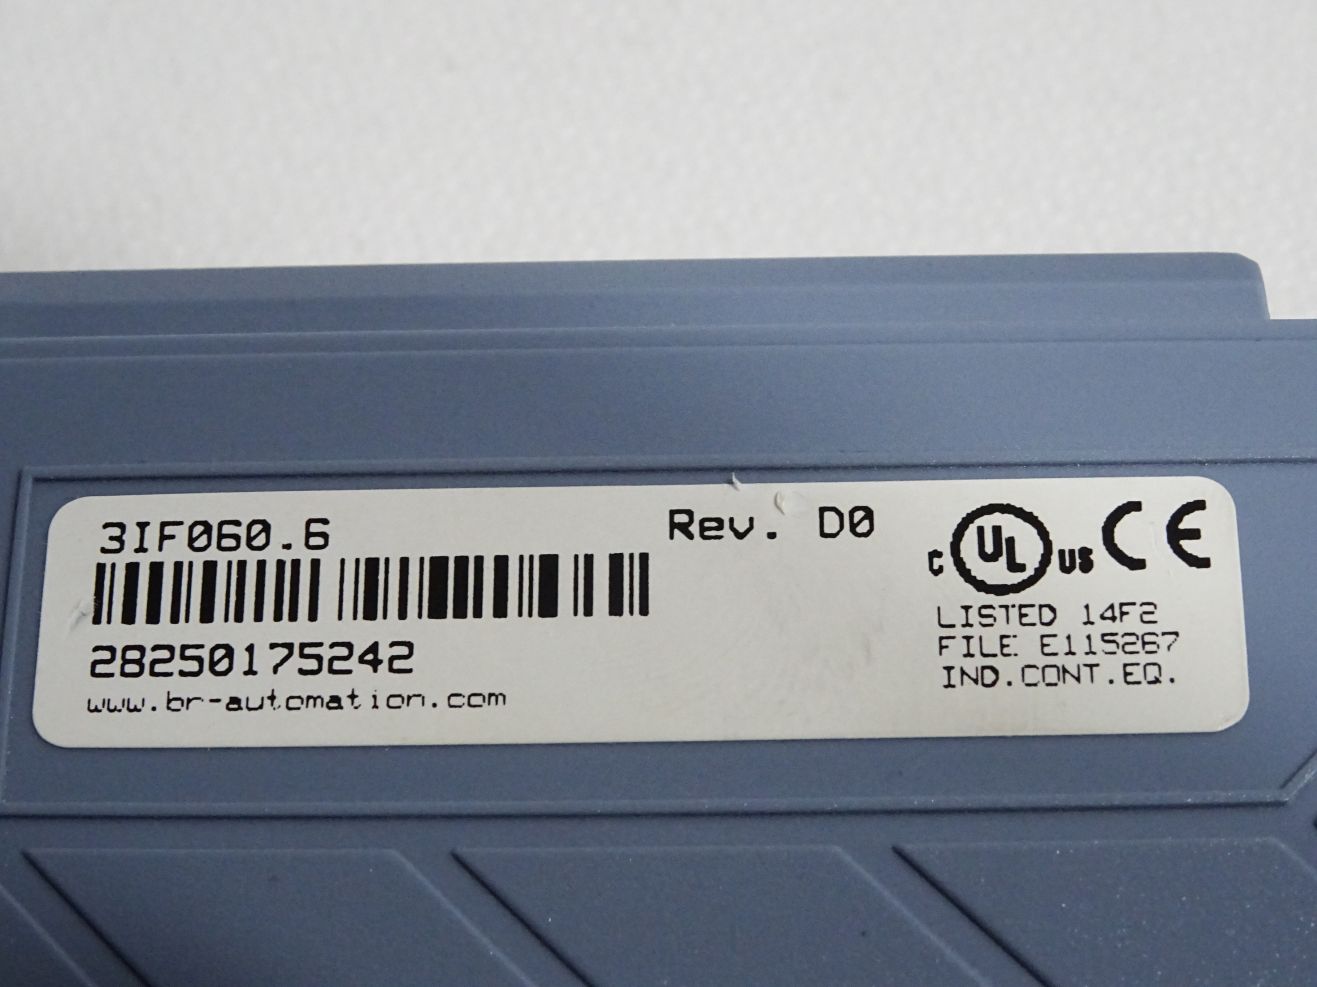 3IF060.6 Rev. D0
28250175242
www.br-automation.com
C UL US CE
LISTED 14F2
FILE E115267
IND.CONT.EQ.